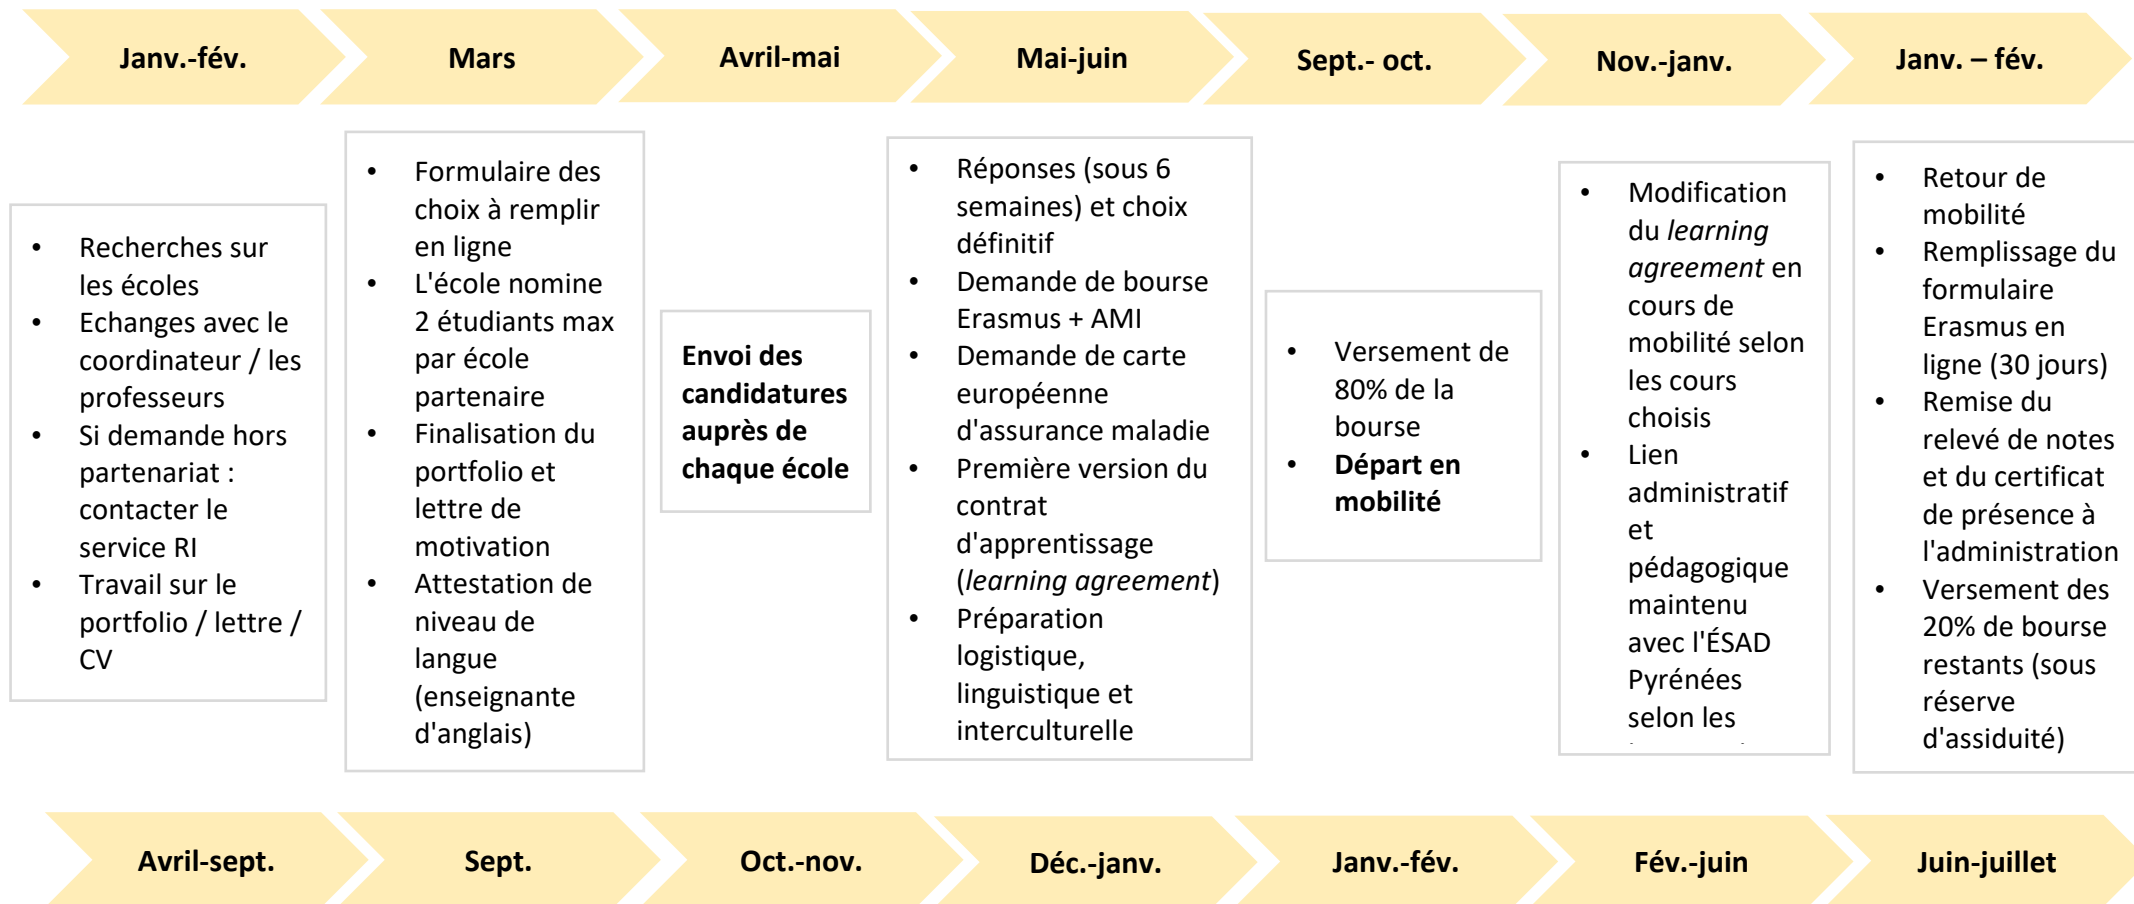 Janv.-fév.
Mars
Avril-mai
Mai-juin
Sept.- oct.
Nov.-janv.
Janv. – fév.
• Recherches sur
les écoles
• Echanges avec le
coordinateur / les
professeurs
• Si demande hors
partenariat :
contacter le
service RI
• Travail sur le
portfolio / lettre /
CV
• Formulaire des
choix à remplir
en ligne
• L'école nomine
2 étudiants max
par école
partenaire
• Finalisation du
portfolio et
lettre de
motivation
• Attestation de
niveau de
langue
(enseignante
d'anglais)
Envoi des
candidatures
auprès de
chaque école
• Réponses (sous 6
semaines) et choix
définitif
• Demande de bourse
Erasmus + AMI
• Demande de carte
européenne
d'assurance maladie
• Première version du
contrat
d'apprentissage
(learning agreement)
• Préparation
logistique,
linguistique et
interculturelle
• Versement de
80% de la
bourse
• Départ en
mobilité
• Modification
du learning
agreement en
cours de
mobilité selon
les cours
choisis
• Lien
administratif
et
pédagogique
maintenu
avec l'ÉSAD
Pyrénées
selon les
• Retour de
mobilité
• Remplissage du
formulaire
Erasmus en
ligne (30 jours)
• Remise du
relevé de notes
et du certificat
de présence à
l'administration
• Versement des
20% de bourse
restants (sous
réserve
d'assiduité)
Avril-sept.
Sept.
Oct.-nov.
Déc.-janv.
Janv.-fév.
Fév.-juin
Juin-juillet